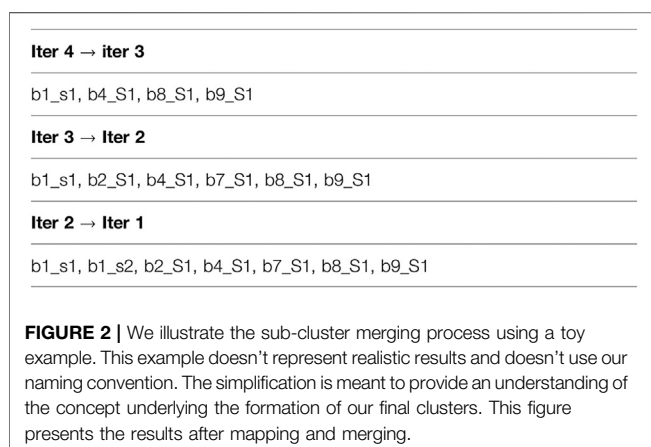 Iter 4 → iter 3
b1_s1, b4_S1, b8_S1, b9_S1
Iter 3 → Iter 2
b1_s1, b2_S1, b4_S1, b7_S1, b8_S1, b9_S1
Iter 2 → Iter 1
b1_s1, b1_s2, b2_S1, b4_S1, b7_S1, b8_S1, b9_S1
FIGURE 2 | We illustrate the sub-cluster merging process using a toy
example. This example doesn't represent realistic results and doesn't use our
naming convention. The simplification is meant to provide an understanding of
the concept underlying the formation of our final clusters. This figure
presents the results after mapping and merging.